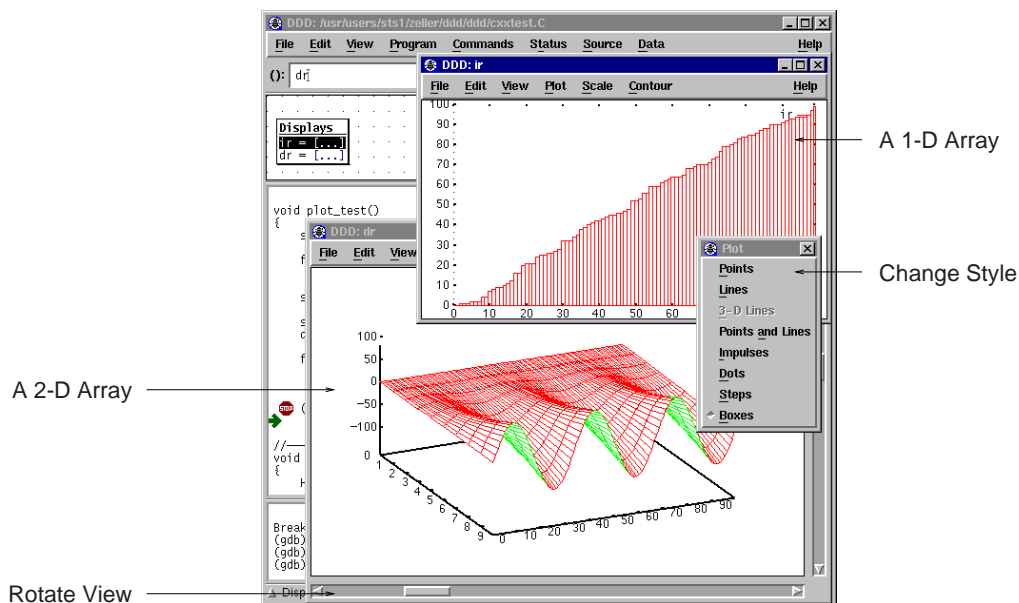 DDD: /usr/users/sts1/zeller/ddd/ddd/cxxtest.C
File Edit View Program Commands Status Source Data Help
(): dr
DDD: ir
File Edit View Plot Scale Contour Help
Displays
ir = [...]
dr = [...]
100
90
80
70
60
50
40
30
20
10
0
ir
0 10 20 30 40 50 60
A 1-D Array
void plot_test()
{
DDD: dr
File Edit View
Plot
Points
Lines
3-D Lines
Points and Lines
Impulses
Dots
Steps
Boxes
Change Style
100
50
0
-50
-100
0
1
2
3
4
5
6
7
8
9
0 10 20 30 40 50 60 70 80 90
A 2-D Array
STOP
(
//—
void
{
H
Break
(gdb)
(gdb)
(gdb)
Disp
Rotate View